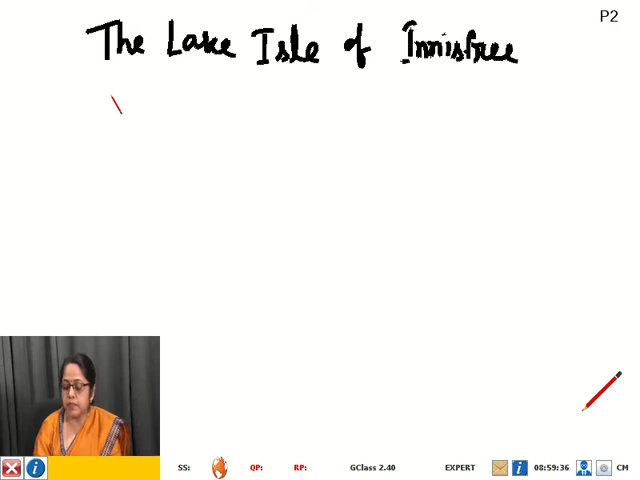 P2
The Lake Isle of Innisfree
SS: QP: RP: GClass 2.40 EXPERT 08:59:36 CM